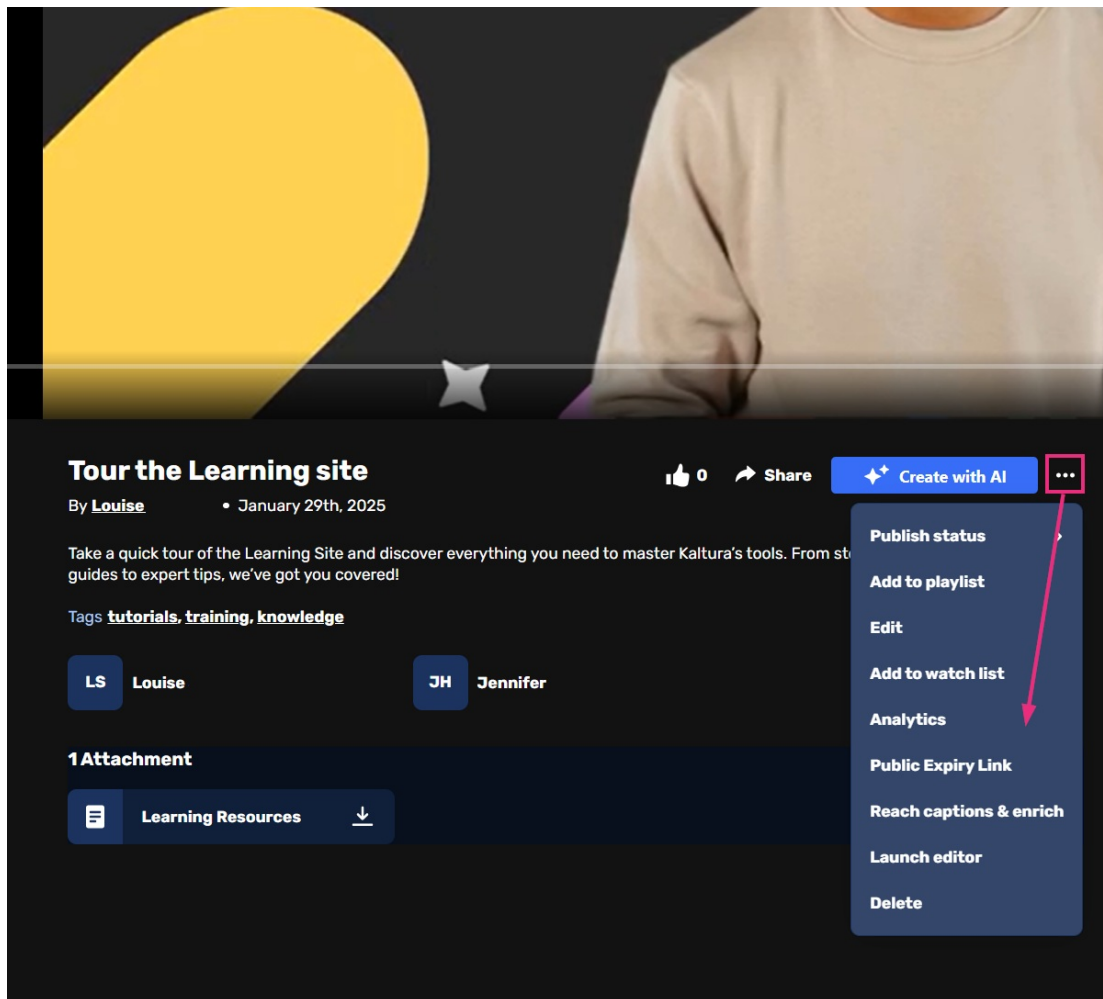 Tour the Learning site
0 Share Create with AI ...
By Louise • January 29th, 2025
Take a quick tour of the Learning Site and discover everything you need to master Kaltura's tools. From
guides to expert tips, we've got you covered!
Tags tutorials, training, knowledge
LS Louise JH Jennifer
1 Attachment
Learning Resources
Publish status
Add to playlist
Edit
Add to watch list
Analytics
Public Expiry Link
Reach captions & enrich
Launch editor
Delete